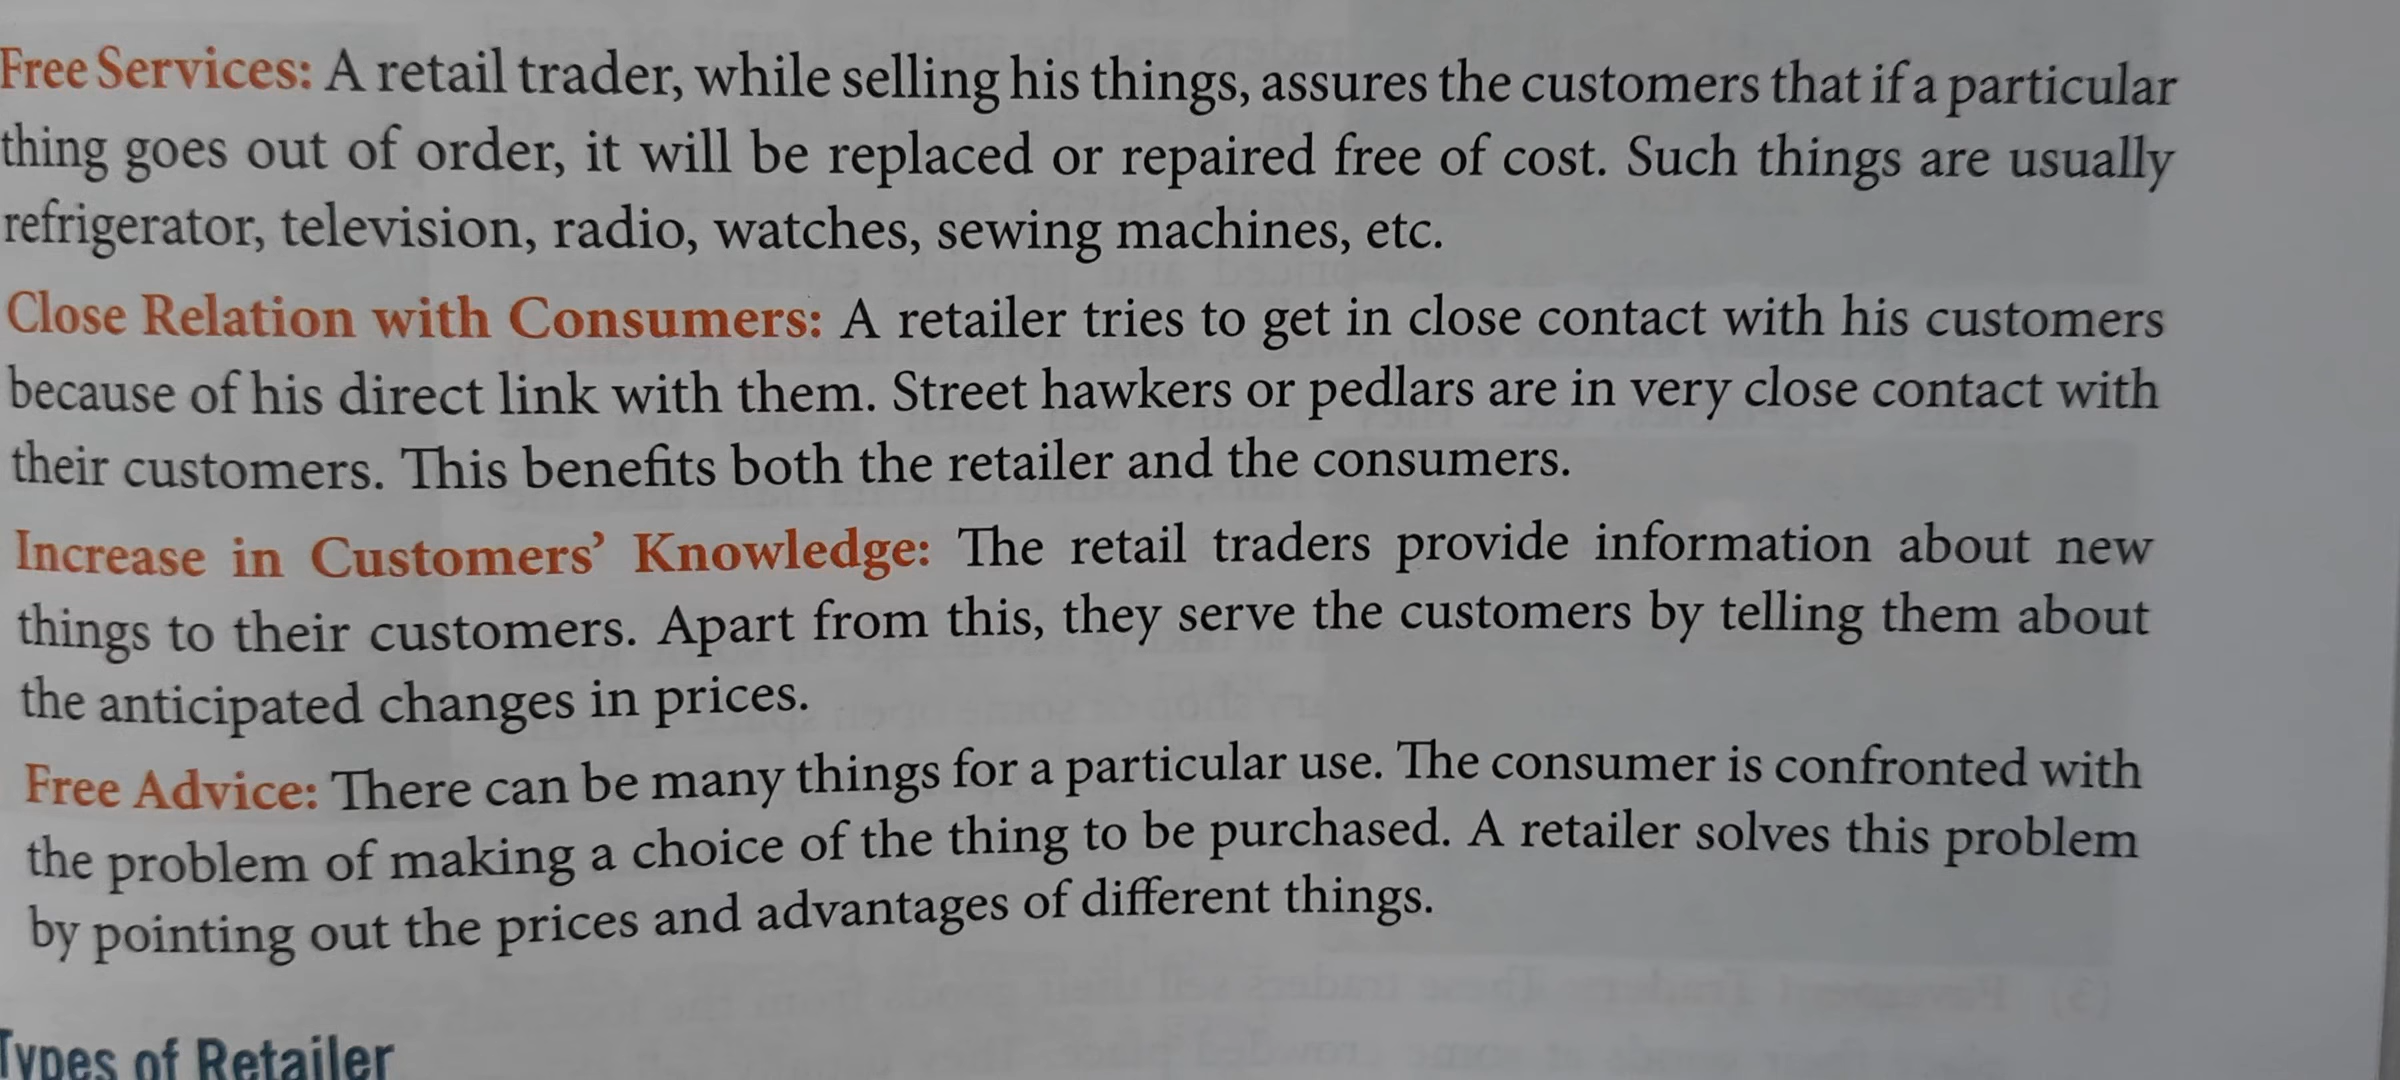 Free Services: A retail trader, while selling his things, assures the customers that if a particular
thing goes out of order, it will be replaced or repaired free of cost. Such things are usually
refrigerator, television, radio, watches, sewing machines, etc.
Close Relation with Consumers: A retailer tries to get in close contact with his customers
because of his direct link with them. Street hawkers or pedlars are in very close contact with
their customers. This benefits both the retailer and the consumers.
Increase in Customers' Knowledge: The retail traders provide information about new
things to their customers. Apart from this, they serve the customers by telling them about
the anticipated changes in prices.
Free Advice: There can be many things for a particular use. The consumer is confronted with
the problem of making a choice of the thing to be purchased. A retailer solves this problem
by pointing out the prices and advantages of different things.
Types of Retailer